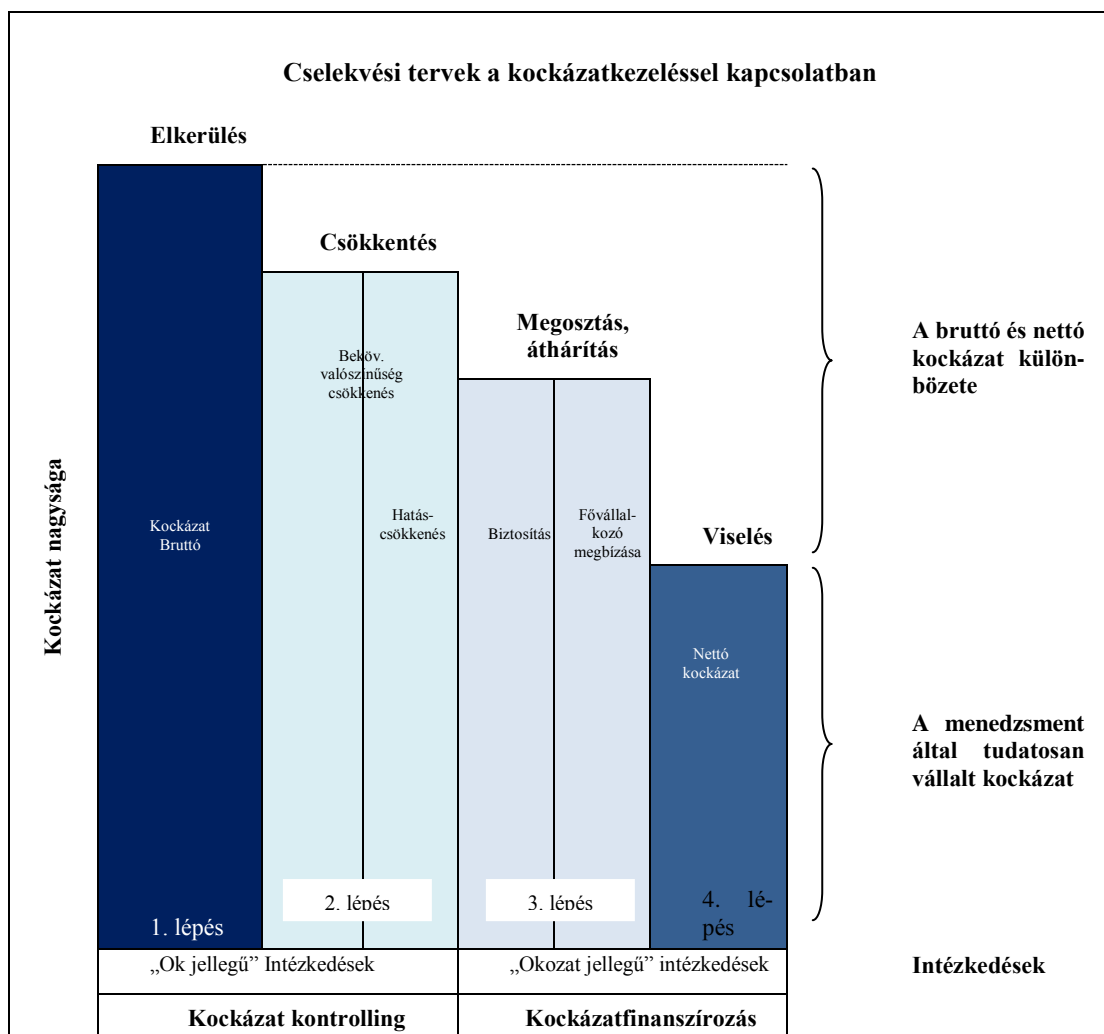 Cselekvési tervek a kockázatkezeléssel kapcsolatban
Elkerülés
Csökkentés
Megosztás,
áthárítás
Viselés
Kockázat nagysága
Kockázat
Bruttó
Beköv.
valószínűség
csökkenés
Hatás-
csökkenés
Biztosítás
Fővállal-
kozó
megbízása
Nettó
kockázat
A bruttó és nettó
kockázat külön-
bözete
A menedzsment
által tudatosan
vállalt kockázat
1. lépés
2. lépés
3. lépés
4. lé-
pés
„Ok jellegű” Intézkedések
„Okozat jellegű” intézkedések
Intézkedések
Kockázat kontrolling
Kockázatfinanszírozás